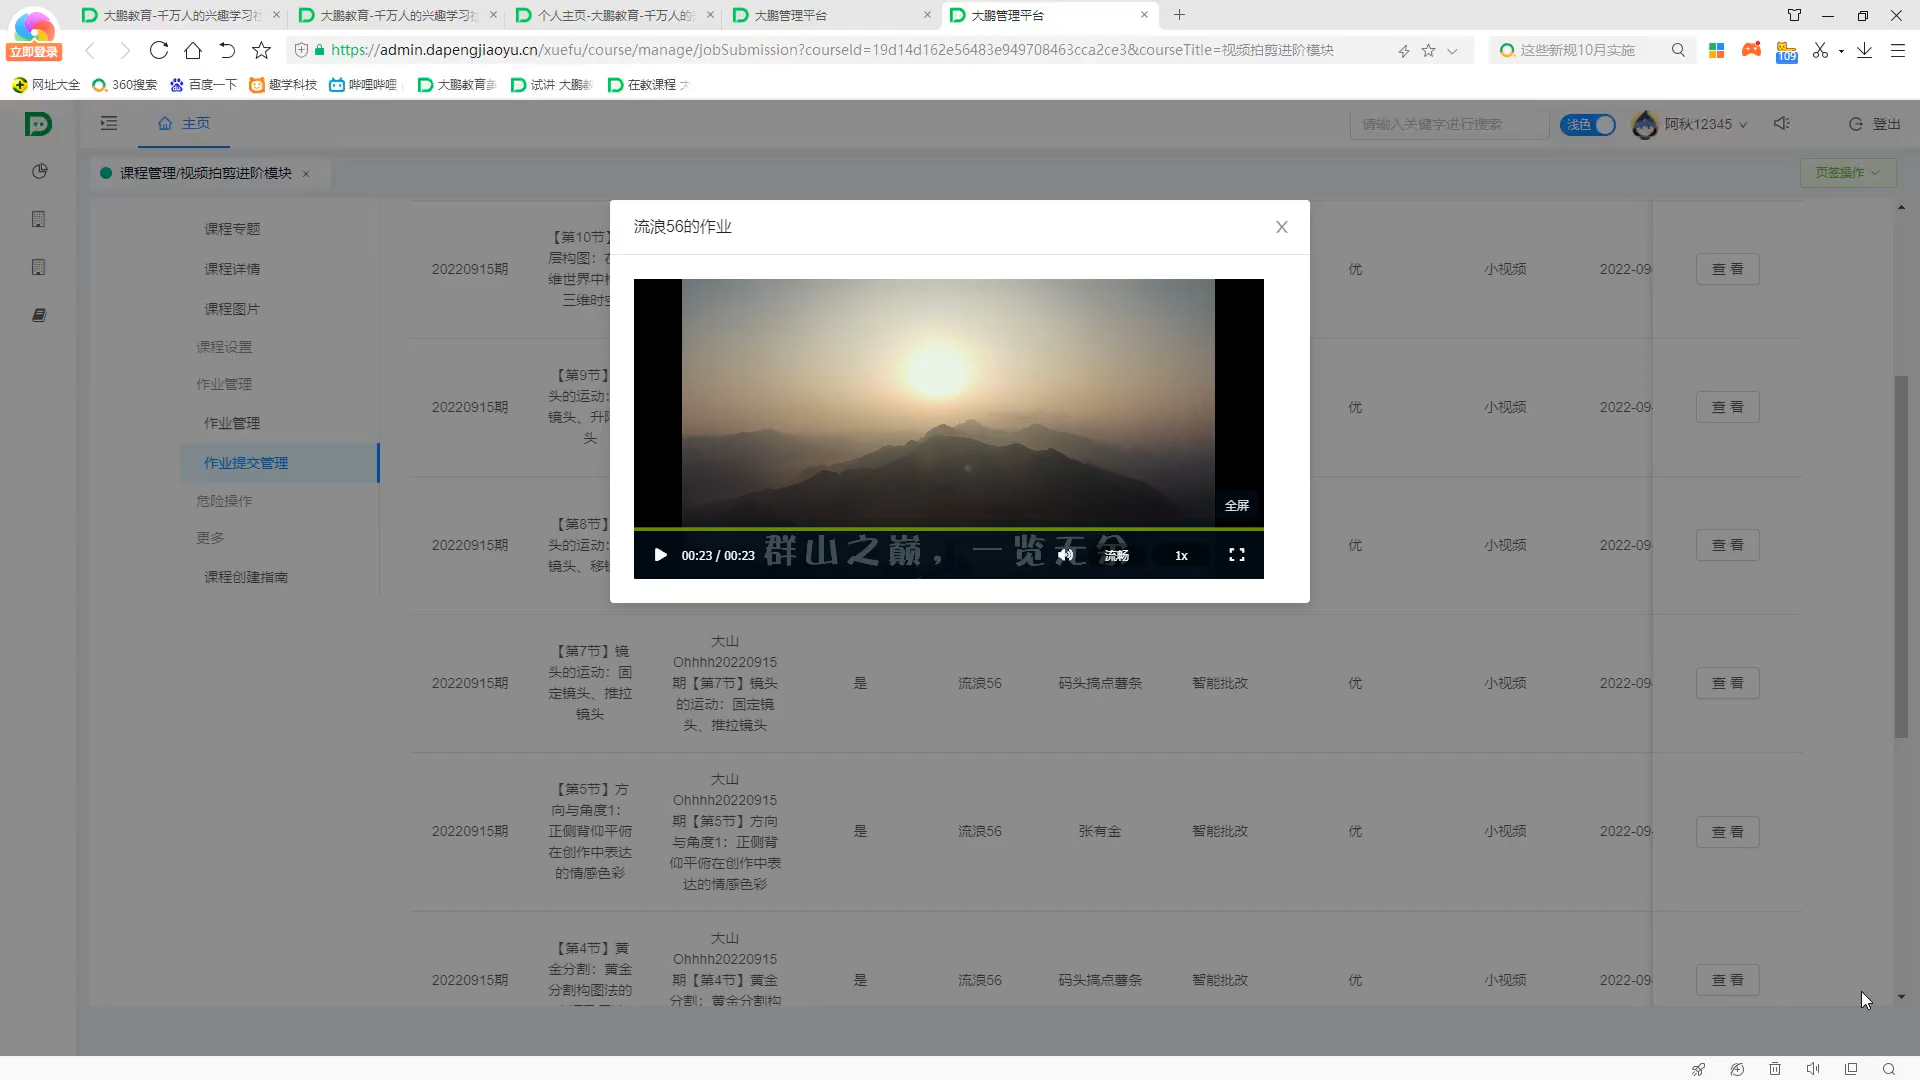 大鹏教育-千万人的兴趣学习社
大鹏教育-千万人的兴趣学习社
个人主页-大鹏教育-千万人的
大鹏管理平台
大鹏管理平台
立即登录
https://admin.dapengjiaoyu.cn/xuefu/course/manage/jobSubmission?courseId=19d14d162e56483e949708463cca2ce3&courseTitle=视频拍剪进阶模块
这些新规10月实施
109
网址大全
360搜索
百度一下
趣学科技
哔哩哔哩
大鹏教育
试讲 大鹏
在教课程
主页
请输入关键字进行搜索
浅色
阿秋12345
登出
课程管理/视频拍剪进阶模块
页签操作
课程专题
课程详情
课程图片
课程设置
作业管理
作业管理
作业提交管理
危险操作
更多
课程创建指南
流浪56的作业
全屏
00:23 / 00:23
群山之巅，一览无余
流畅
1x
20220915期
【第10节】
层构图：
维世界中
三维时
优
小视频
2022-09
查 看
20220915期
【第9节】
头的运动：
镜头、升
头
优
小视频
2022-09
查 看
20220915期
【第8节】
头的运动：
镜头、移
优
小视频
2022-09
查 看
20220915期
【第7节】镜
头的运动：固
定镜头、推拉
镜头
大山
Ohhhh20220915
期【第7节】镜头
的运动：固定镜
头、推拉镜头
是
流浪56
码头搞点薯条
智能批改
优
小视频
2022-09
查 看
20220915期
【第5节】方
向与角度1：
正侧背仰平俯
在创作中表达
的情感色彩
大山
Ohhhh20220915
期【第5节】方向
与角度1：正侧背
仰平俯在创作中表
达的情感色彩
是
流浪56
张有金
智能批改
优
小视频
2022-09
查 看
20220915期
【第4节】黄
金分割：黄金
分割构图法的
大山
Ohhhh20220915
期【第4节】黄金
分割：黄金分割构
是
流浪56
码头搞点薯条
智能批改
优
小视频
2022-09
查 看